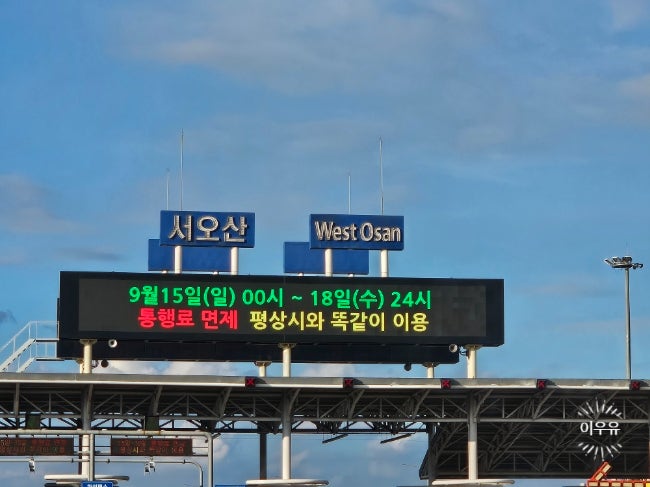 서오산
West Osan
9월15일(일) 00시 ~ 18일(수) 24시
통행료 면제 평상시와 똑같이 이용
이우유